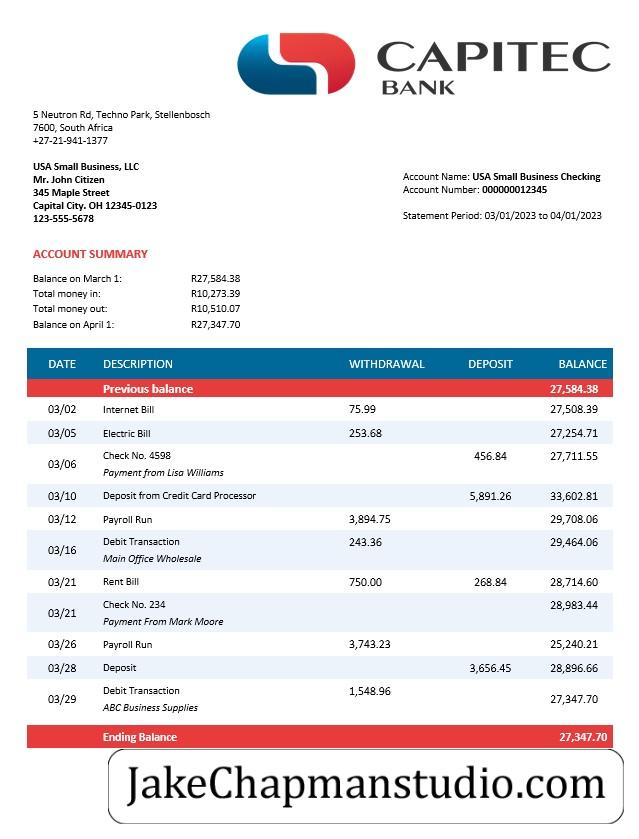 CAPITEC
BANK
5 Neutron Rd, Techno Park, Stellenbosch
7600, South Africa
+27-21-941-1377
USA Small Business, LLC
Mr. John Citizen
345 Maple Street
Capital City. OH 12345-0123
123-555-5678
Account Name: USA Small Business Checking
Account Number: 000000012345
Statement Period: 03/01/2023 to 04/01/2023
ACCOUNT SUMMARY
Balance on March 1: R27,584.38
Total money in: R10,273.39
Total money out: R10,510.07
Balance on April 1: R27,347.70
DATE DESCRIPTION WITHDRAWAL DEPOSIT BALANCE
Previous balance 27,584.38
03/02 Internet Bill 75.99 27,508.39
03/05 Electric Bill 253.68 27,254.71
03/06 Check No. 4598 456.84 27,711.55
Payment from Lisa Williams
03/10 Deposit from Credit Card Processor 5,891.26 33,602.81
03/12 Payroll Run 3,894.75 29,708.06
03/16 Debit Transaction 243.36 29,464.06
Main Office Wholesale
03/21 Rent Bill 750.00 268.84 28,714.60
03/21 Check No. 234 28,983.44
Payment From Mark Moore
03/26 Payroll Run 3,743.23 25,240.21
03/28 Deposit 3,656.45 28,896.66
03/29 Debit Transaction 1,548.96 27,347.70
ABC Business Supplies
Ending Balance 27,347.70
JakeChapmanstudio.com